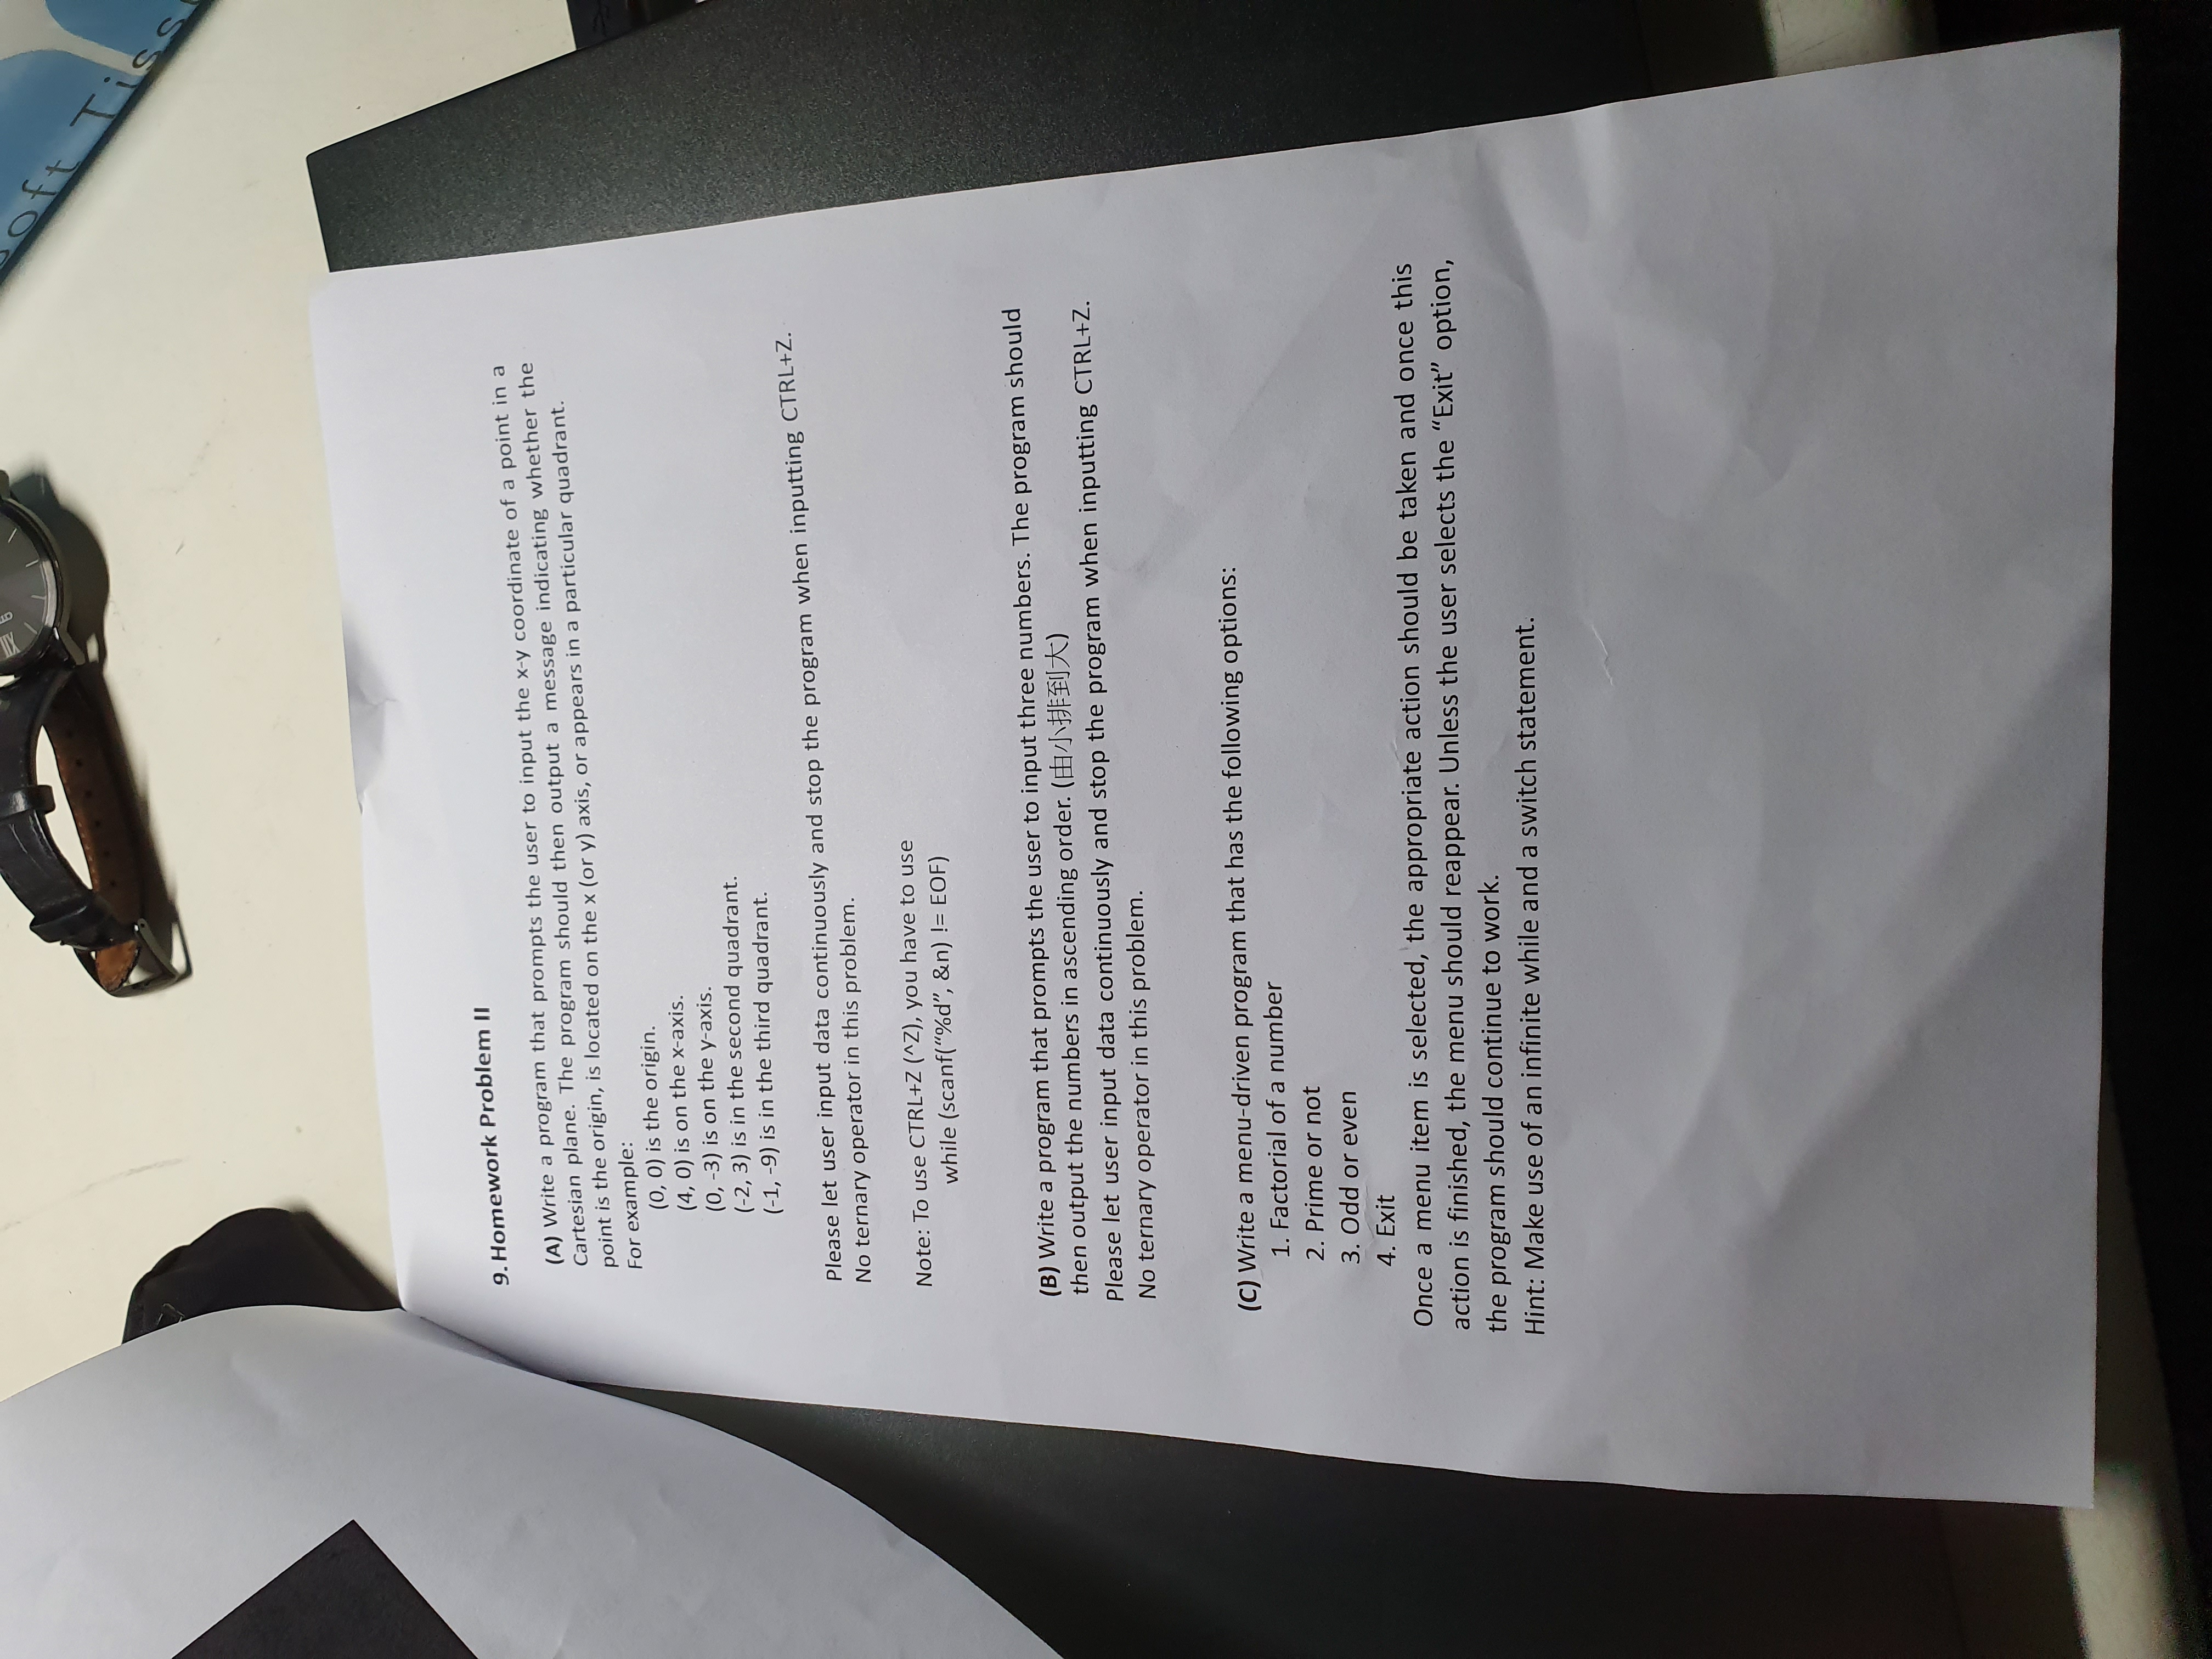 oft Tiss
9. Homework Problem II
(A) Write a program that prompts the user to input the x-y coordinate of a point in a
Cartesian plane. The program should then output a message indicating whether the
point is the origin, is located on the x (or y) axis, or appears in a particular quadrant.
For example:
(0, 0) is the origin.
(4, 0) is on the x-axis.
(0, -3) is on the y-axis.
(-2, 3) is in the second quadrant.
(-1, -9) is in the third quadrant.
Please let user input data continuously and stop the program when inputting CTRL+Z.
No ternary operator in this problem.
Note: To use CTRL+Z (^Z), you have to use
while (scanf(“%d”, &n) != EOF)
(B) Write a program that prompts the user to input three numbers. The program should
then output the numbers in ascending order. (由小排到大)
Please let user input data continuously and stop the program when inputting CTRL+Z.
No ternary operator in this problem.
(C) Write a menu-driven program that has the following options:
1. Factorial of a number
2. Prime or not
3. Odd or even
4. Exit
Once a menu item is selected, the appropriate action should be taken and once this
action is finished, the menu should reappear. Unless the user selects the “Exit” option,
the program should continue to work.
Hint: Make use of an infinite while and a switch statement.